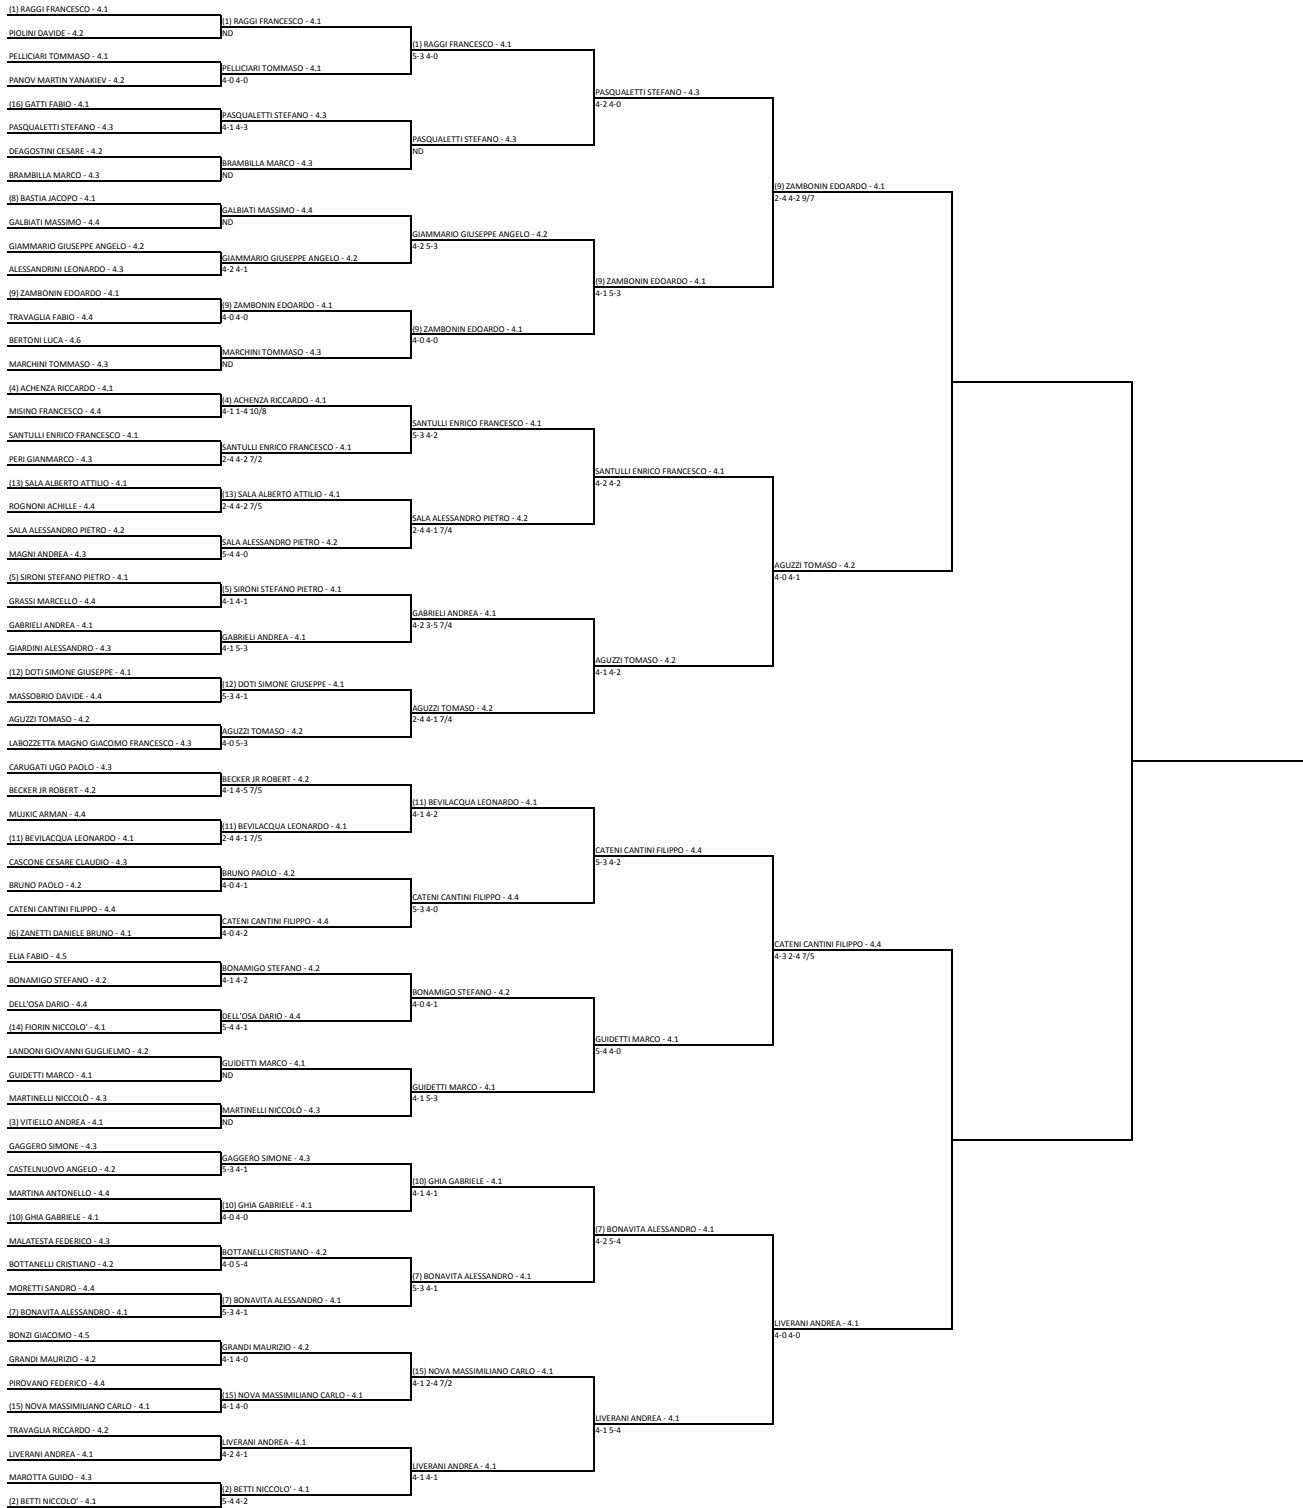 (1) RAGGI FRANCESCO - 4.1
PIOLINI DAVIDE - 4.2
PELLICIARI TOMMASO - 4.1
PANOV MARTIN YANAKIEV - 4.2
(16) GATTI FABIO - 4.1
PASQUALETTI STEFANO - 4.3
DEAGOSTINI CESARE - 4.2
BRAMBILLA MARCO - 4.3
(8) BASTIA JACOPO - 4.1
GALBIATI MASSIMO - 4.4
GIAMMARIO GIUSEPPE ANGELO - 4.2
ALESSANDRINI LEONARDO - 4.3
(9) ZAMBONIN EDOARDO - 4.1
TRAVAGLIA FABIO - 4.4
BERTONI LUCA - 4.6
MARCHINI TOMMASO - 4.3
(4) ACHENZA RICCARDO - 4.1
MISINO FRANCESCO - 4.4
SANTULLI ENRICO FRANCESCO - 4.1
PERI GIANMARCO - 4.3
(13) SALA ALBERTO ATTILIO - 4.1
ROGNONI ACHILLE - 4.4
SALA ALESSANDRO PIETRO - 4.2
MAGNI ANDREA - 4.3
(5) SIRONI STEFANO PIETRO - 4.1
GRASSI MARCELLO - 4.4
GABRIELI ANDREA - 4.1
GIARDINI ALESSANDRO - 4.3
(12) DOTI SIMONE GIUSEPPE - 4.1
MASSOBRIO DAVIDE - 4.4
AGUZZI TOMASO - 4.2
LABOZZETTA MAGNO GIACOMO FRANCESCO - 4.3
CARUGATI UGO PAOLO - 4.3
BECKER JR ROBERT - 4.2
MUJKIC ARMAN - 4.4
(11) BEVILACQUA LEONARDO - 4.1
CASCONE CESARE CLAUDIO - 4.3
BRUNO PAOLO - 4.2
CATENI CANTINI FILIPPO - 4.4
(6) ZANETTI DANIELE BRUNO - 4.1
ELIA FABIO - 4.5
BONAMIGO STEFANO - 4.2
DELL'OSA DARIO - 4.4
(14) FIORIN NICCOLO' - 4.1
LANDONI GIOVANNI GUGLIELMO - 4.2
GUIDETTI MARCO - 4.1
MARTINELLI NICCOLÒ - 4.3
(3) VITIELLO ANDREA - 4.1
GAGGERO SIMONE - 4.3
CASTELNUOVO ANGELO - 4.2
MARTINA ANTONELLO - 4.4
(10) GHIA GABRIELE - 4.1
MALATESTA FEDERICO - 4.3
BOTTANELLI CRISTIANO - 4.2
MORETTI SANDRO - 4.4
(7) BONAVITA ALESSANDRO - 4.1
BONZI GIACOMO - 4.5
GRANDI MAURIZIO - 4.2
PIROVANO FEDERICO - 4.4
(15) NOVA MASSIMILIANO CARLO - 4.1
TRAVAGLIA RICCARDO - 4.2
LIVERANI ANDREA - 4.1
MAROTTA GUIDO - 4.3
(2) BETTI NICCOLO' - 4.1
(1) RAGGI FRANCESCO - 4.1
ND
PELLICIARI TOMMASO - 4.1
4-0 4-0
PASQUALETTI STEFANO - 4.3
4-1 4-3
BRAMBILLA MARCO - 4.3
ND
GALBIATI MASSIMO - 4.4
ND
GIAMMARIO GIUSEPPE ANGELO - 4.2
4-2 4-1
(9) ZAMBONIN EDOARDO - 4.1
4-0 4-0
MARCHINI TOMMASO - 4.3
ND
(4) ACHENZA RICCARDO - 4.1
4-1 1-4 10/8
SANTULLI ENRICO FRANCESCO - 4.1
2-4 4-2 7/2
(13) SALA ALBERTO ATTILIO - 4.1
2-4 4-2 7/5
SALA ALESSANDRO PIETRO - 4.2
5-4 4-0
(5) SIRONI STEFANO PIETRO - 4.1
4-1 4-1
GABRIELI ANDREA - 4.1
4-1 5-3
(12) DOTI SIMONE GIUSEPPE - 4.1
5-3 4-1
AGUZZI TOMASO - 4.2
4-0 5-3
BECKER JR ROBERT - 4.2
4-1 4-5 7/5
(11) BEVILACQUA LEONARDO - 4.1
2-4 4-1 7/5
BRUNO PAOLO - 4.2
4-0 4-1
CATENI CANTINI FILIPPO - 4.4
4-0 4-2
BONAMIGO STEFANO - 4.2
4-1 4-2
DELL'OSA DARIO - 4.4
5-4 4-1
GUIDETTI MARCO - 4.1
ND
MARTINELLI NICCOLÒ - 4.3
ND
GAGGERO SIMONE - 4.3
5-3 4-1
(10) GHIA GABRIELE - 4.1
4-0 4-0
BOTTANELLI CRISTIANO - 4.2
4-0 5-4
(7) BONAVITA ALESSANDRO - 4.1
5-3 4-1
GRANDI MAURIZIO - 4.2
4-1 4-0
(15) NOVA MASSIMILIANO CARLO - 4.1
4-1 4-0
LIVERANI ANDREA - 4.1
4-2 4-1
(2) BETTI NICCOLO' - 4.1
5-4 4-2
(1) RAGGI FRANCESCO - 4.1
5-3 4-0
PASQUALETTI STEFANO - 4.3
ND
GIAMMARIO GIUSEPPE ANGELO - 4.2
4-2 5-3
(9) ZAMBONIN EDOARDO - 4.1
4-0 4-0
SANTULLI ENRICO FRANCESCO - 4.1
5-3 4-2
SALA ALESSANDRO PIETRO - 4.2
2-4 4-1 7/4
GABRIELI ANDREA - 4.1
4-2 3-5 7/4
AGUZZI TOMASO - 4.2
2-4 4-1 7/4
(11) BEVILACQUA LEONARDO - 4.1
4-1 4-2
CATENI CANTINI FILIPPO - 4.4
5-3 4-0
BONAMIGO STEFANO - 4.2
4-0 4-1
GUIDETTI MARCO - 4.1
4-1 5-3
(10) GHIA GABRIELE - 4.1
4-1 4-1
(7) BONAVITA ALESSANDRO - 4.1
5-3 4-1
(15) NOVA MASSIMILIANO CARLO - 4.1
4-1 2-4 7/2
LIVERANI ANDREA - 4.1
4-1 4-1
PASQUALETTI STEFANO - 4.3
4-2 4-0
(9) ZAMBONIN EDOARDO - 4.1
4-1 5-3
SANTULLI ENRICO FRANCESCO - 4.1
4-2 4-2
AGUZZI TOMASO - 4.2
4-1 4-2
CATENI CANTINI FILIPPO - 4.4
5-3 4-2
GUIDETTI MARCO - 4.1
5-4 4-0
(7) BONAVITA ALESSANDRO - 4.1
4-2 5-4
LIVERANI ANDREA - 4.1
4-1 5-4
(9) ZAMBONIN EDOARDO - 4.1
2-4 4-2 9/7
AGUZZI TOMASO - 4.2
4-0 4-1
CATENI CANTINI FILIPPO - 4.4
4-3 2-4 7/5
LIVERANI ANDREA - 4.1
4-0 4-0